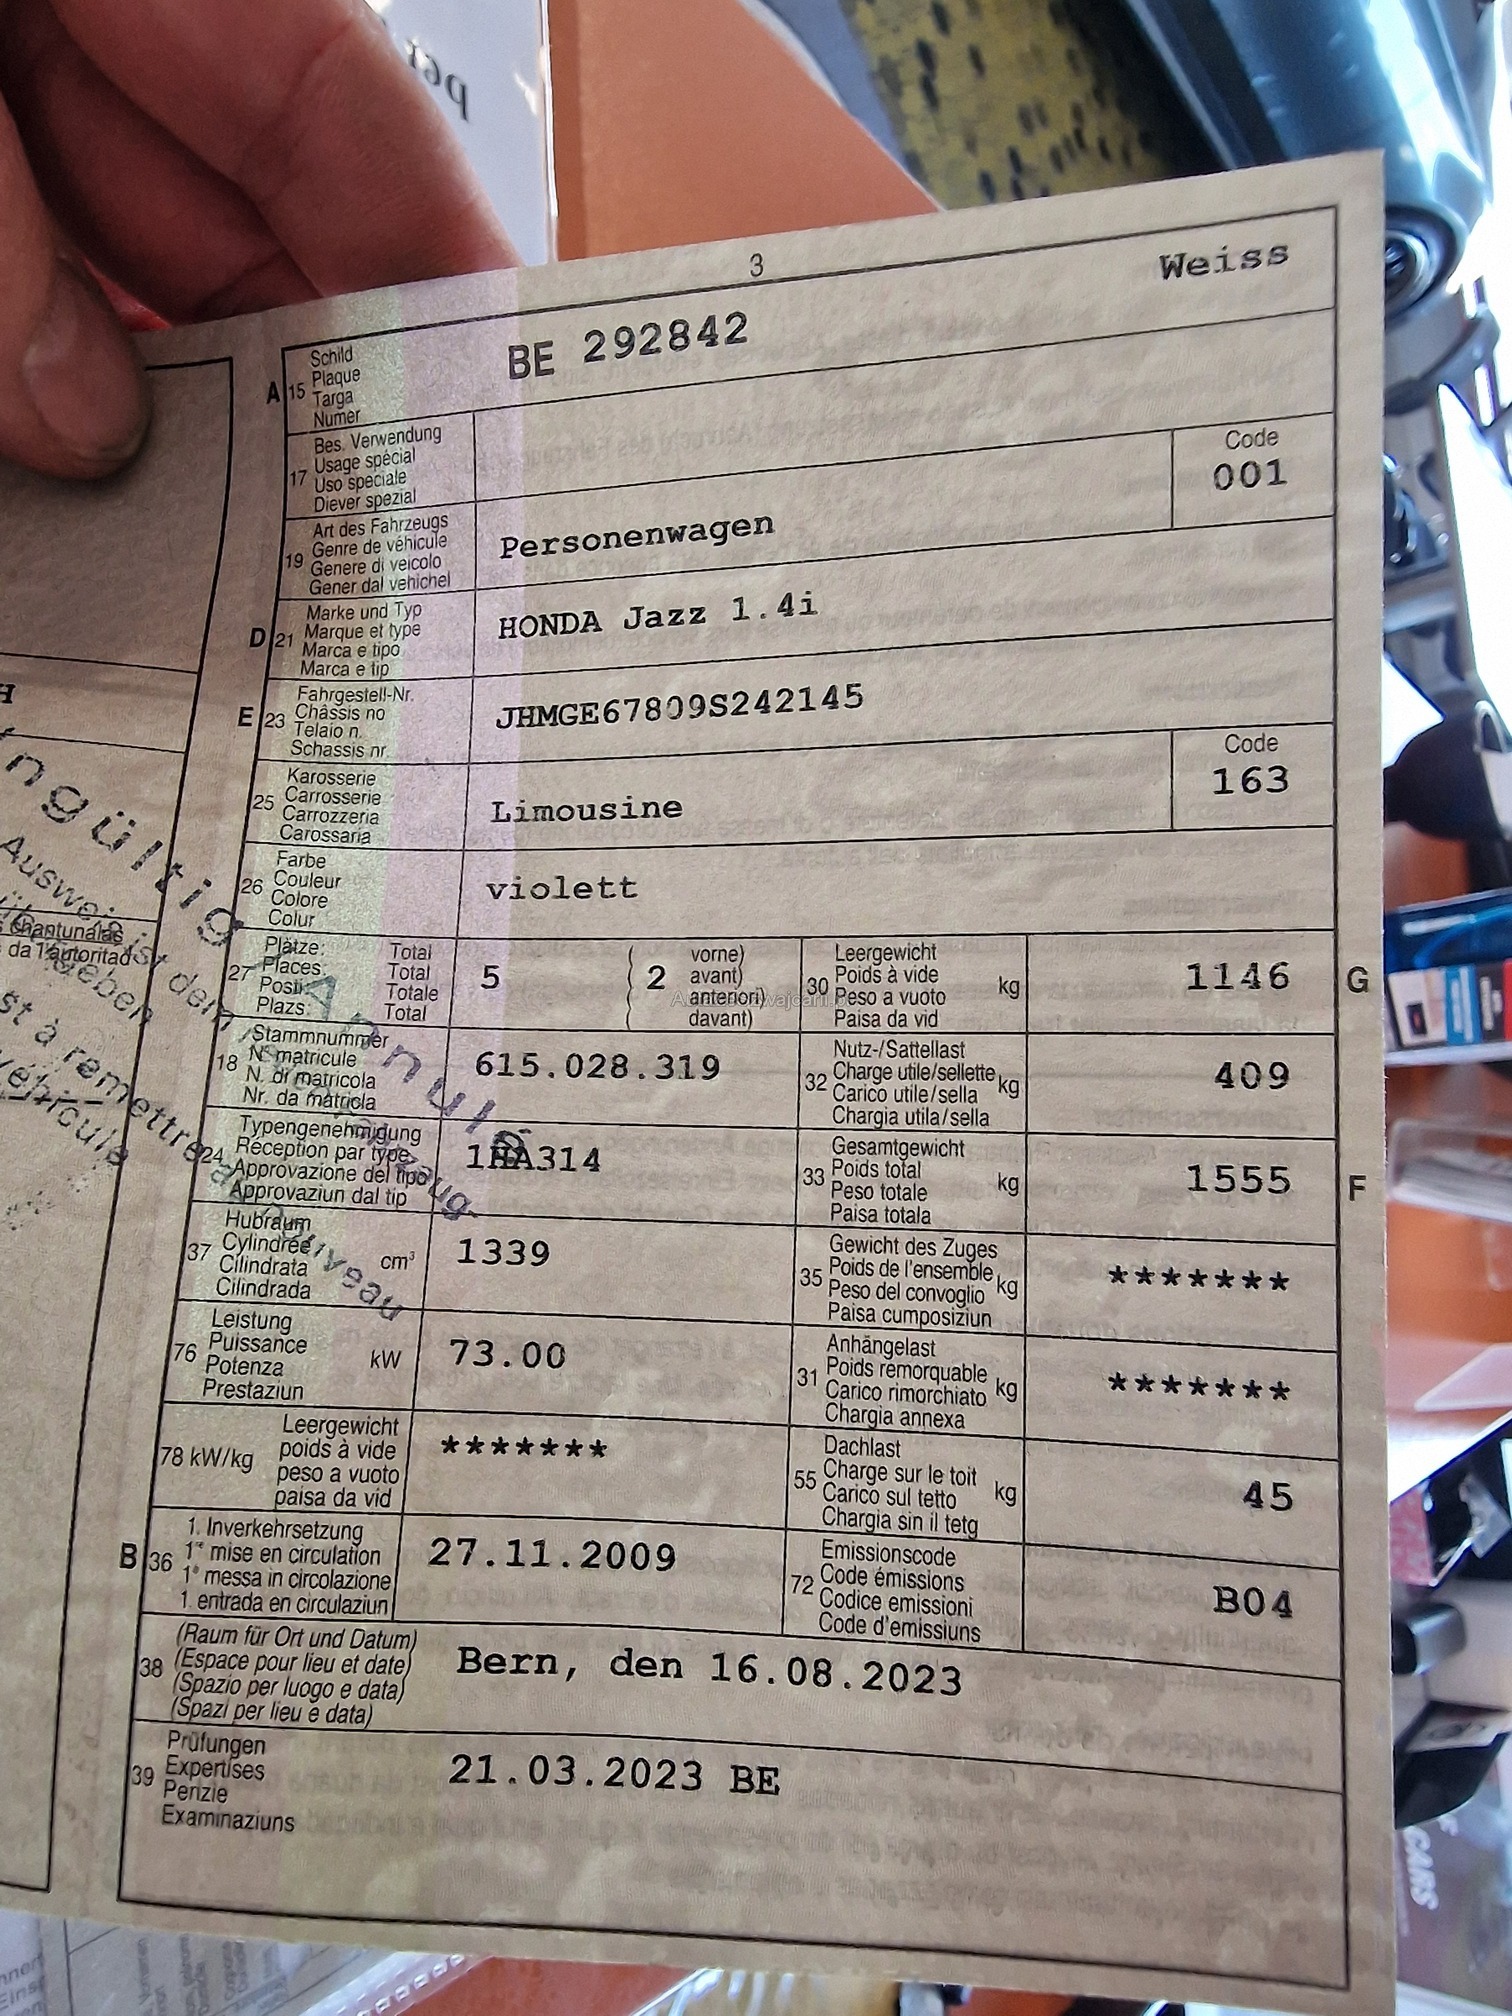 3
Weiss
A 15 Schild
Plaque
Targa
Numer
BE 292842
17 Bes. Verwendung
Usage spécial
Uso speciale
Diever spezial
Code
001
19 Art des Fahrzeugs
Genre de véhicule
Genere di veicolo
Gener dal vehichel
Personenwagen
D 21 Marke und Typ
Marque et type
Marca e tipo
Marca e tip
HONDA Jazz 1.4i
E 23 Fahrgestell-Nr.
Châssis no
Telaio n.
Schassis nr.
JHMGE67809S242145
25 Karosserie
Carrosserie
Carrozzeria
Carossaria
Limousine
Code
163
26 Farbe
Couleur
Colore
Colur
violett
27 Plätze: Total
Places: Total
Posti: Totale
Plazs: Total
5
( 2 vorne)
avant)
anteriori)
davant)
30 Leergewicht
Poids à vide
Peso a vuoto
Paisa da vid
kg
1146
G
18 Stammnummer
N° matricule
N. di matricola
Nr. da matricla
615.028.319
32 Nutz-/Sattellast
Charge utile/sellette
Carico utile/sella
Chargia utila/sella
kg
409
24 Typengenehmigung
Réception par type
Approvazione del tipo
Approvaziun dal tip
1HA314
33 Gesamtgewicht
Poids total
Peso totale
Paisa totala
kg
1555
F
37 Hubraum
Cylindrée
Cilindrata
Cilindrada
cm³
1339
35 Gewicht des Zuges
Poids de l'ensemble
Peso del convoglio
Paisa cumposiziun
kg
*******
76 Leistung
Puissance
Potenza
Prestaziun
kW
73.00
31 Anhängelast
Poids remorquable
Carico rimorchiato
Chargia annexa
kg
*******
78 kW/kg
Leergewicht
poids à vide
peso a vuoto
paisa da vid
*******
55 Dachlast
Charge sur le toit
Carico sul tetto
Chargia sin il tetg
kg
45
B 36 1. Inverkehrsetzung
1re mise en circulation
1a messa in circolazione
1. entrada en circulaziun
27.11.2009
72 Emissionscode
Code émissions
Codice emissioni
Code d'emissiuns
B04
38 (Raum für Ort und Datum)
(Espace pour lieu et date)
(Spazio per luogo e data)
(Spazi per lieu e data)
Bern, den 16.08.2023
39 Prüfungen
Expertises
Perizie
Examinaziuns
21.03.2023 BE
chantunalas
da l'autoritad
Annulé
Ausweis ist dem
st à remettre
véhicule
CARS